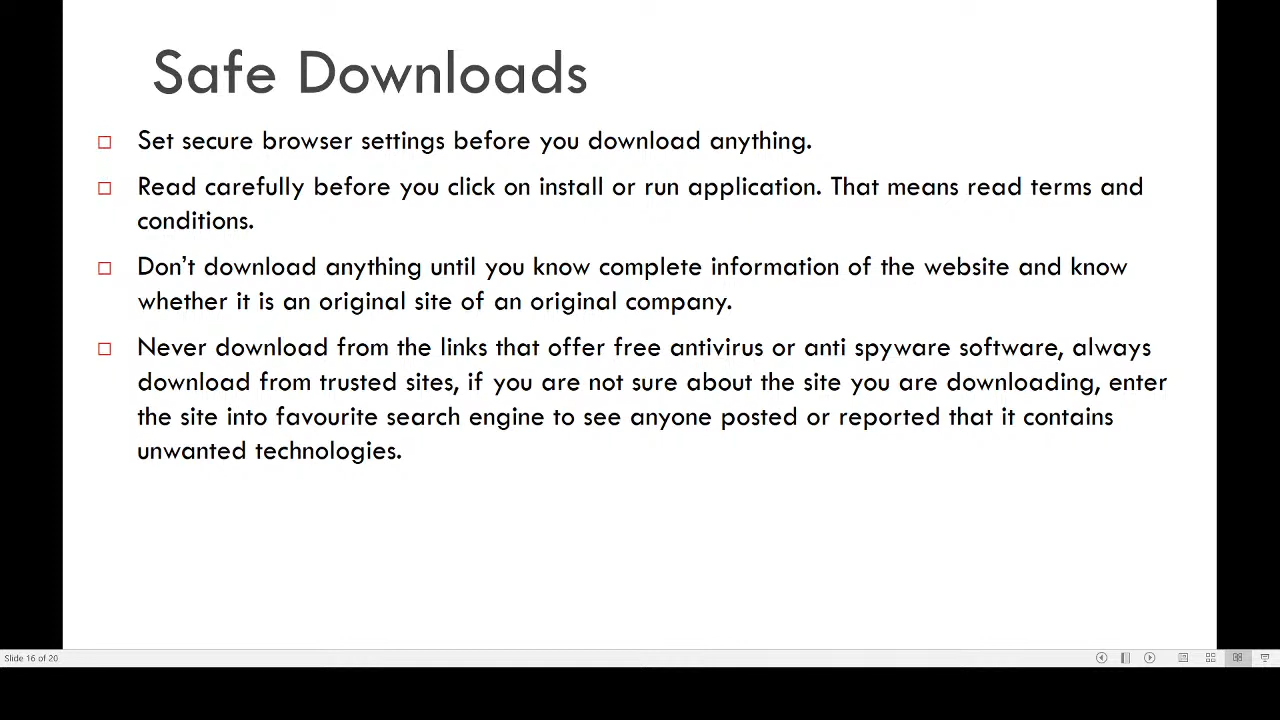 Safe Downloads
Set secure browser settings before you download anything.
Read carefully before you click on install or run application. That means read terms and
conditions.
Don't download anything until you know complete information of the website and know
whether it is an original site of an original company.
Never download from the links that offer free antivirus or anti spyware software, always
download from trusted sites, if you are not sure about the site you are downloading, enter
the site into favourite search engine to see anyone posted or reported that it contains
unwanted technologies.
Slide 16 of 20